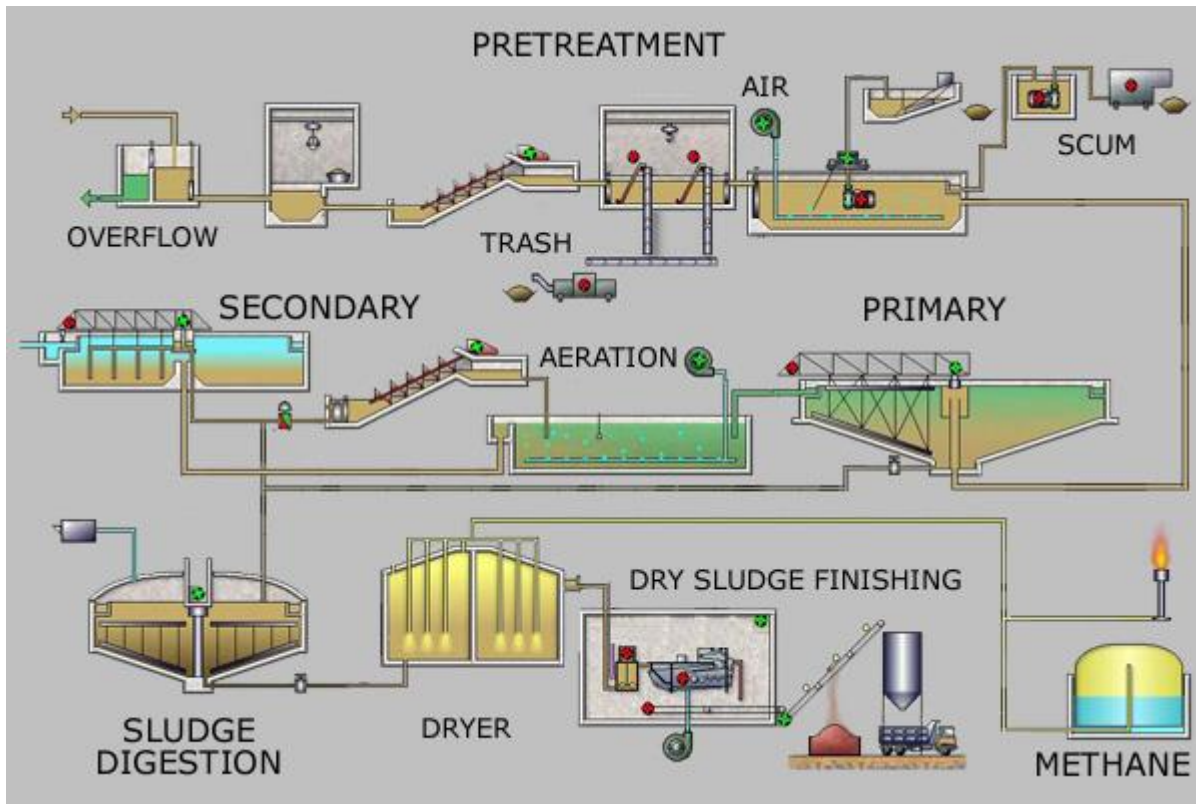 PRETREATMENT
AIR
SCUM
OVERFLOW
TRASH
SECONDARY
PRIMARY
AERATION
DRY SLUDGE FINISHING
SLUDGE
DIGESTION
DRYER
METHANE